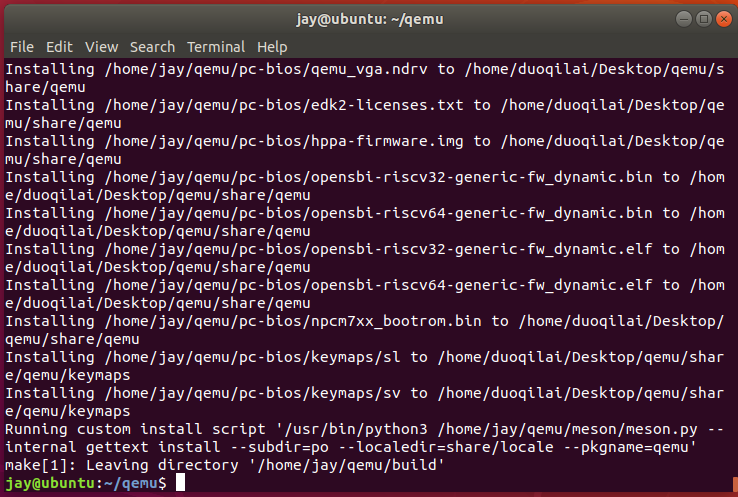 jay@ubuntu: ~/qemu
File Edit View Search Terminal Help
Installing /home/jay/qemu/pc-bios/qemu_vga.ndrv to /home/duoqilai/Desktop/qemu/s
hare/qemu
Installing /home/jay/qemu/pc-bios/edk2-licenses.txt to /home/duoqilai/Desktop/qe
mu/share/qemu
Installing /home/jay/qemu/pc-bios/hppa-firmware.img to /home/duoqilai/Desktop/qe
mu/share/qemu
Installing /home/jay/qemu/pc-bios/opensbi-riscv32-generic-fw_dynamic.bin to /hom
e/duoqilai/Desktop/qemu/share/qemu
Installing /home/jay/qemu/pc-bios/opensbi-riscv64-generic-fw_dynamic.bin to /hom
e/duoqilai/Desktop/qemu/share/qemu
Installing /home/jay/qemu/pc-bios/opensbi-riscv32-generic-fw_dynamic.elf to /hom
e/duoqilai/Desktop/qemu/share/qemu
Installing /home/jay/qemu/pc-bios/opensbi-riscv64-generic-fw_dynamic.elf to /hom
e/duoqilai/Desktop/qemu/share/qemu
Installing /home/jay/qemu/pc-bios/npcm7xx_bootrom.bin to /home/duoqilai/Desktop/
qemu/share/qemu
Installing /home/jay/qemu/pc-bios/keymaps/sl to /home/duoqilai/Desktop/qemu/shar
e/qemu/keymaps
Installing /home/jay/qemu/pc-bios/keymaps/sv to /home/duoqilai/Desktop/qemu/shar
e/qemu/keymaps
Running custom install script '/usr/bin/python3 /home/jay/qemu/meson/meson.py --
internal gettext install --subdir=po --localedir=share/locale --pkgname=qemu'
make[1]: Leaving directory '/home/jay/qemu/build'
jay@ubuntu:~/qemu$